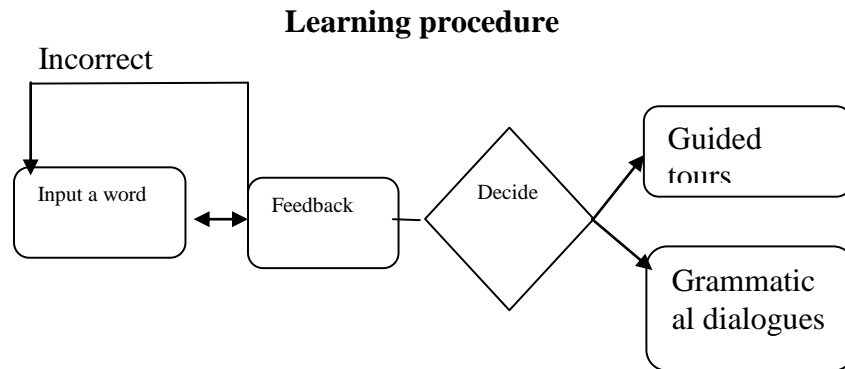 Learning procedure
Incorrect
Input a word
Feedback
Decide
Guided
tours
Grammatic
al dialogues